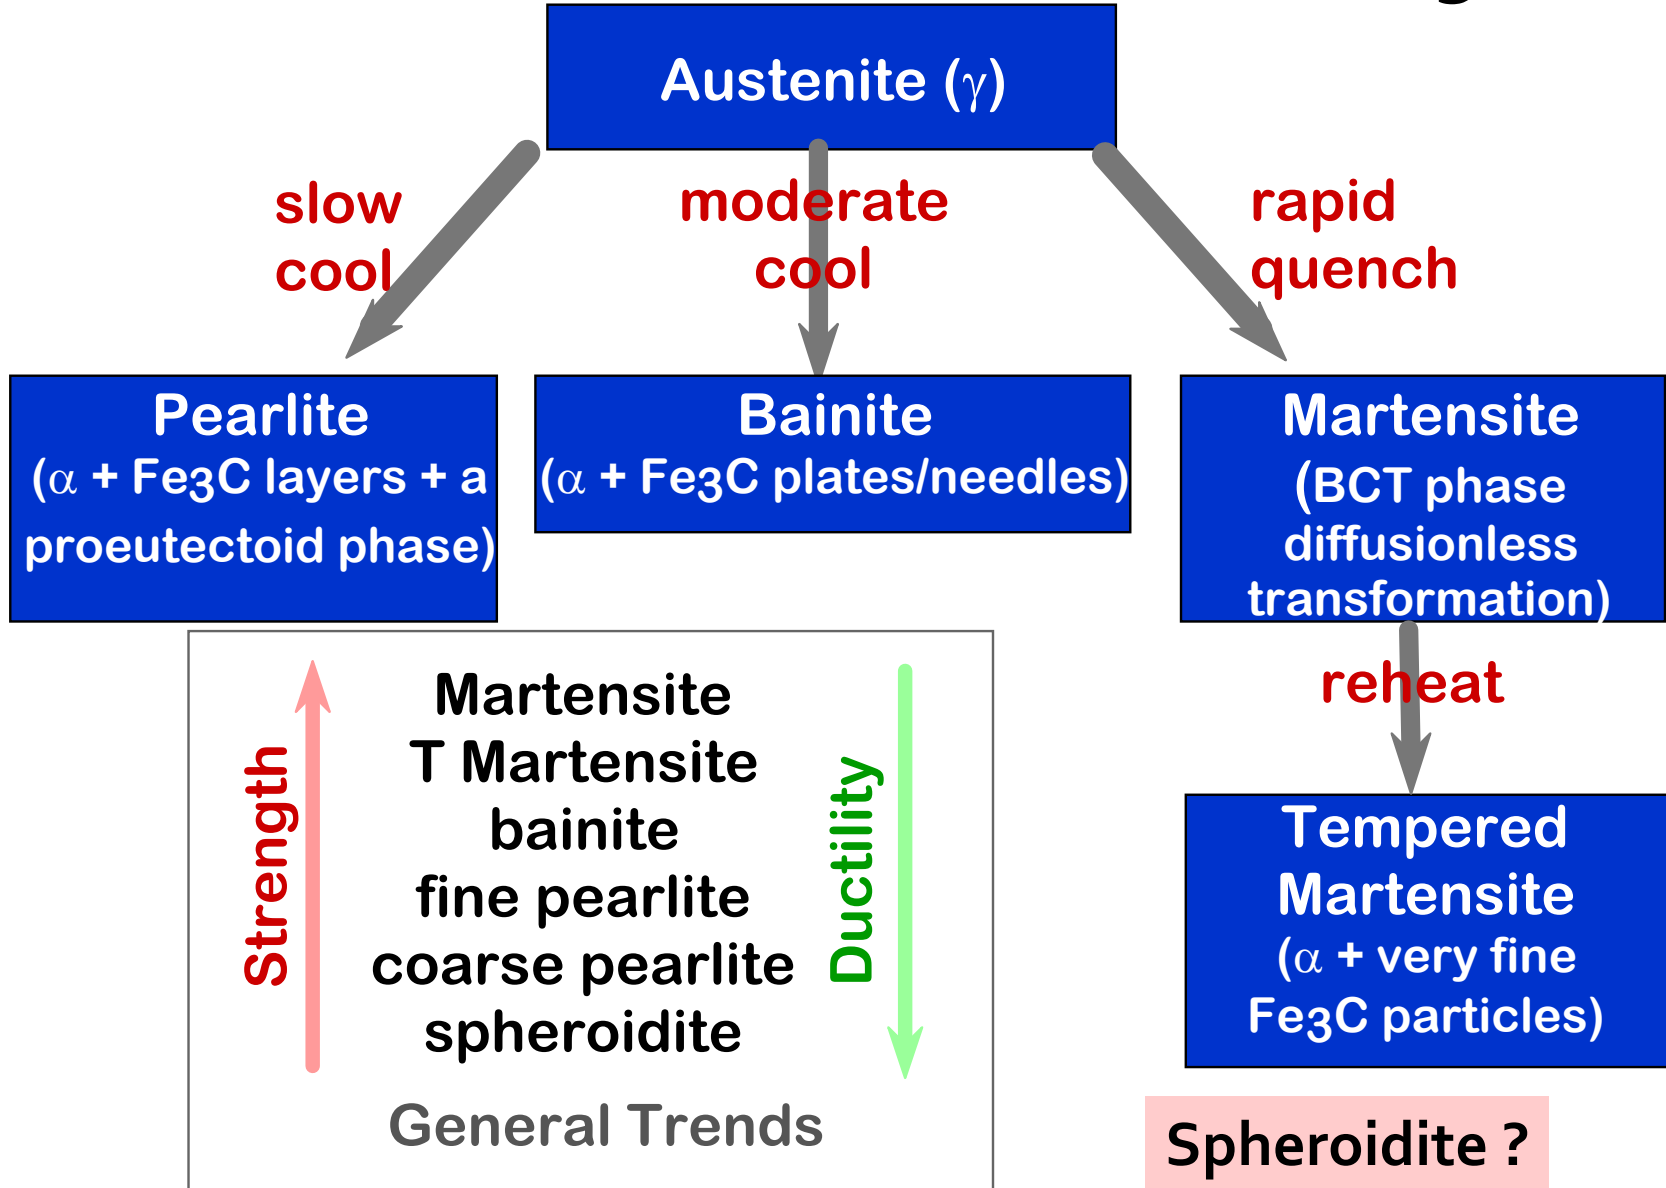 Austenite (γ)
slow
cool
moderate
cool
rapid
quench
Pearlite
(α + Fe3C layers + a
proeutectoid phase)
Bainite
(α + Fe3C plates/needles)
Martensite
(BCT phase
diffusionless
transformation)
reheat
Tempered
Martensite
(α + very fine
Fe3C particles)
Strength
Martensite
T Martensite
bainite
fine pearlite
coarse pearlite
spheroidite
Ductility
General Trends
Spheroidite ?